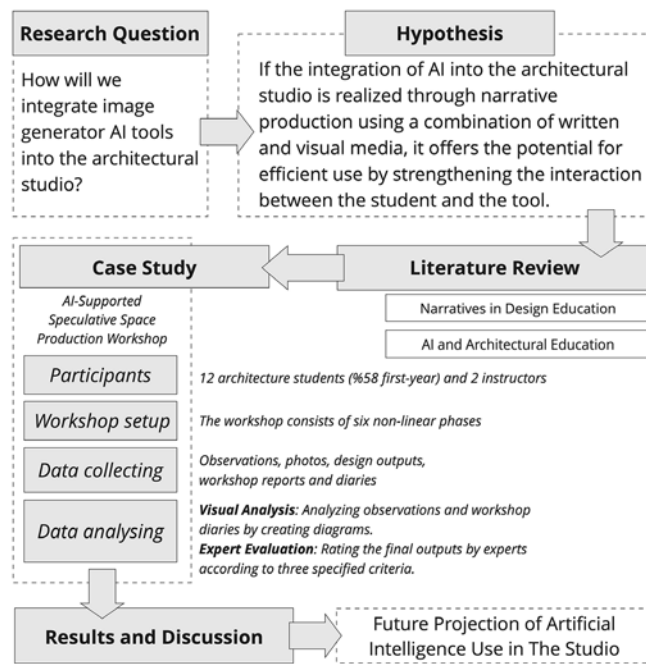 Research Question
How will we
integrate image
generator AI tools
into the architectural
studio?
Hypothesis
If the integration of AI into the architectural
studio is realized through narrative
production using a combination of written
and visual media, it offers the potential for
efficient use by strengthening the interaction
between the student and the tool.
Literature Review
Narratives in Design Education
AI and Architectural Education
Case Study
AI-Supported
Speculative Space
Production Workshop
Participants
12 architecture students (%58 first-year) and 2 instructors
Workshop setup
The workshop consists of six non-linear phases
Data collecting
Observations, photos, design outputs,
workshop reports and diaries
Data analysing
Visual Analysis: Analyzing observations and workshop
diaries by creating diagrams.
Expert Evaluation: Rating the final outputs by experts
according to three specified criteria.
Results and Discussion
Future Projection of Artificial
Intelligence Use in The Studio